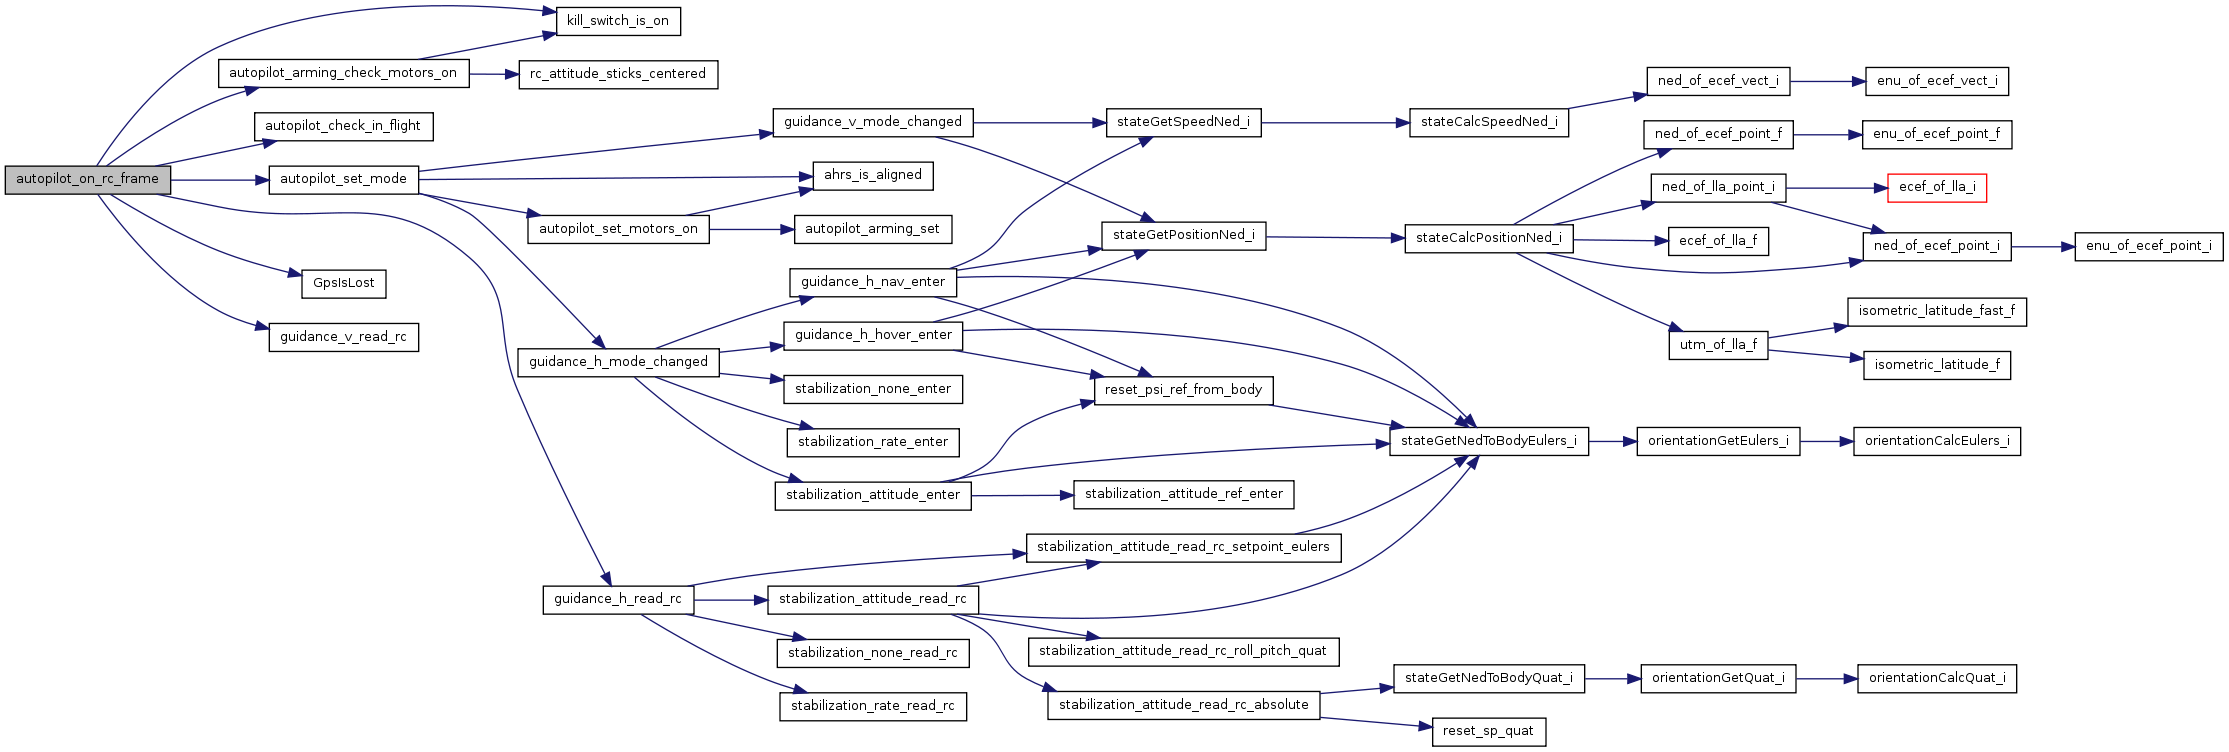 autopilot_on_rc_frame
kill_switch_is_on
autopilot_arming_check_motors_on
rc_attitude_sticks_centered
autopilot_check_in_flight
autopilot_set_mode
GpsIsLost
guidance_v_read_rc
guidance_v_mode_changed
ahrs_is_aligned
autopilot_set_motors_on
autopilot_arming_set
guidance_h_mode_changed
guidance_h_nav_enter
guidance_h_hover_enter
stabilization_none_enter
stabilization_rate_enter
stabilization_attitude_enter
guidance_h_read_rc
stabilization_attitude_read_rc
stabilization_none_read_rc
stabilization_rate_read_rc
stateGetSpeedNed_i
stateGetPositionNed_i
reset_psi_ref_from_body
stabilization_attitude_ref_enter
stabilization_attitude_read_rc_setpoint_eulers
stabilization_attitude_read_rc_roll_pitch_quat
stabilization_attitude_read_rc_absolute
stateCalcSpeedNed_i
stateCalcPositionNed_i
stateGetNedToBodyEulers_i
stateGetNedToBodyQuat_i
reset_sp_quat
ned_of_ecef_vect_i
enu_of_ecef_vect_i
ned_of_ecef_point_f
enu_of_ecef_point_f
ned_of_lla_point_i
ecef_of_lla_i
ecef_of_lla_f
ned_of_ecef_point_i
enu_of_ecef_point_i
utm_of_lla_f
isometric_latitude_fast_f
isometric_latitude_f
orientationGetEulers_i
orientationCalcEulers_i
orientationGetQuat_i
orientationCalcQuat_i